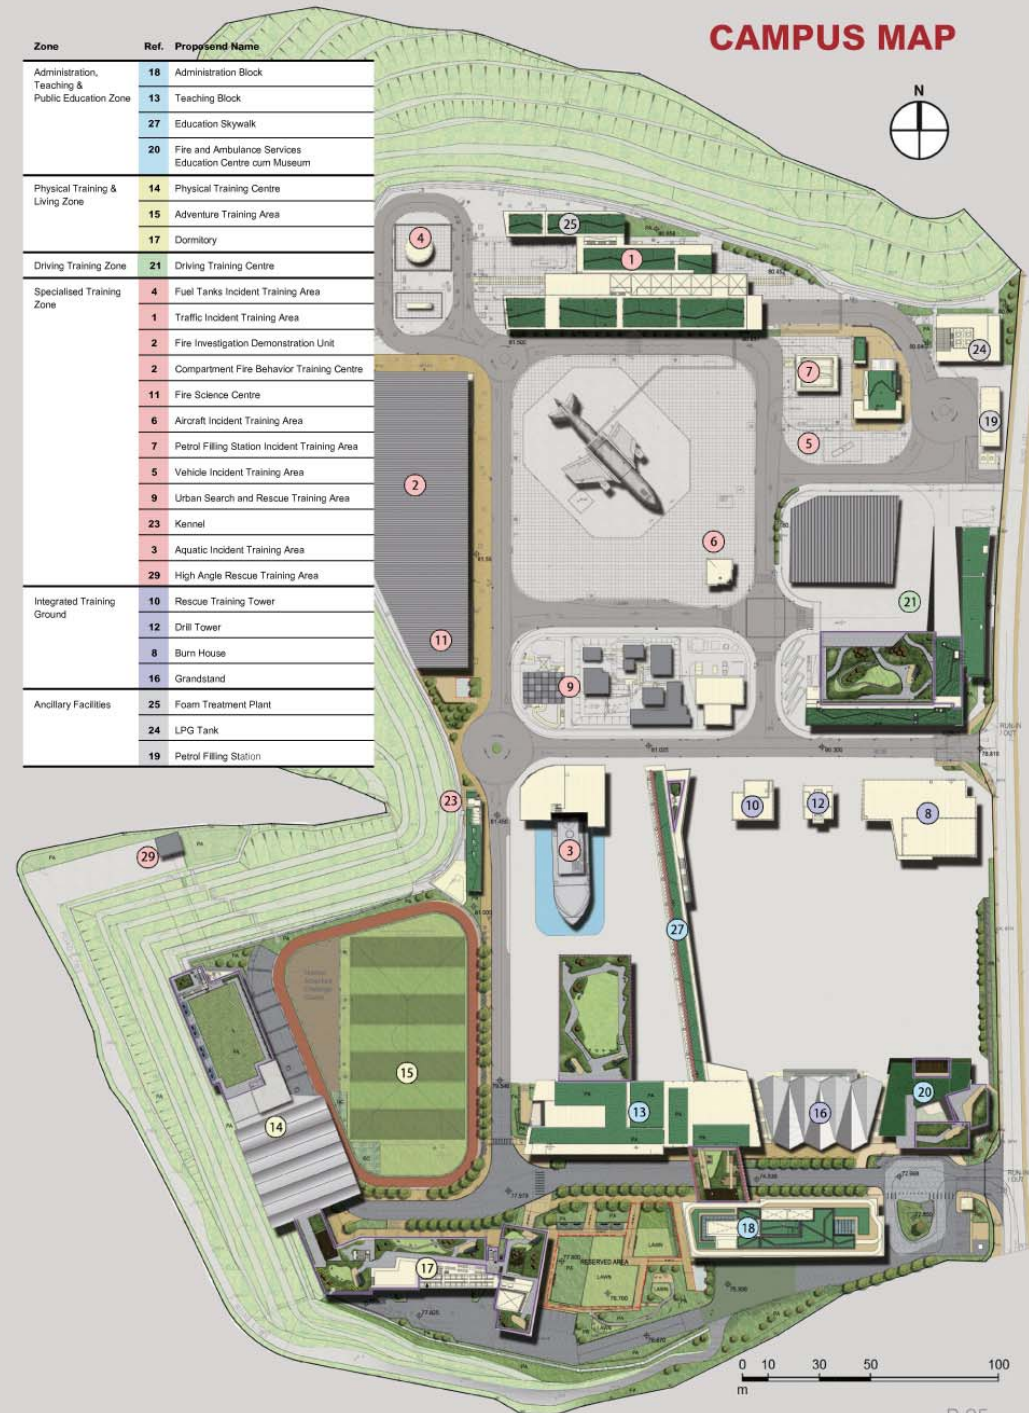 CAMPUS MAP
N
Zone Ref. Proposend Name
Administration, Teaching & Public Education Zone
18 Administration Block
13 Teaching Block
27 Education Skywalk
20 Fire and Ambulance Services Education Centre cum Museum
Physical Training & Living Zone
14 Physical Training Centre
15 Adventure Training Area
17 Dormitory
Driving Training Zone
21 Driving Training Centre
Specialised Training Zone
4 Fuel Tanks Incident Training Area
1 Traffic Incident Training Area
2 Fire Investigation Demonstration Unit
2 Compartment Fire Behavior Training Centre
11 Fire Science Centre
6 Aircraft Incident Training Area
7 Petrol Filling Station Incident Training Area
5 Vehicle Incident Training Area
9 Urban Search and Rescue Training Area
23 Kennel
3 Aquatic Incident Training Area
29 High Angle Rescue Training Area
Integrated Training Ground
10 Rescue Training Tower
12 Drill Tower
8 Burn House
16 Grandstand
Ancillary Facilities
25 Foam Treatment Plant
24 LPG Tank
19 Petrol Filling Station
25
4
1
24
7
19
5
2
6
21
11
9
23
10
12
8
3
29
27
15
20
13
16
14
18
17
RESERVED AREA
LAWN
LAWN
LAWN
LAWN
0 10 30 50 100
m